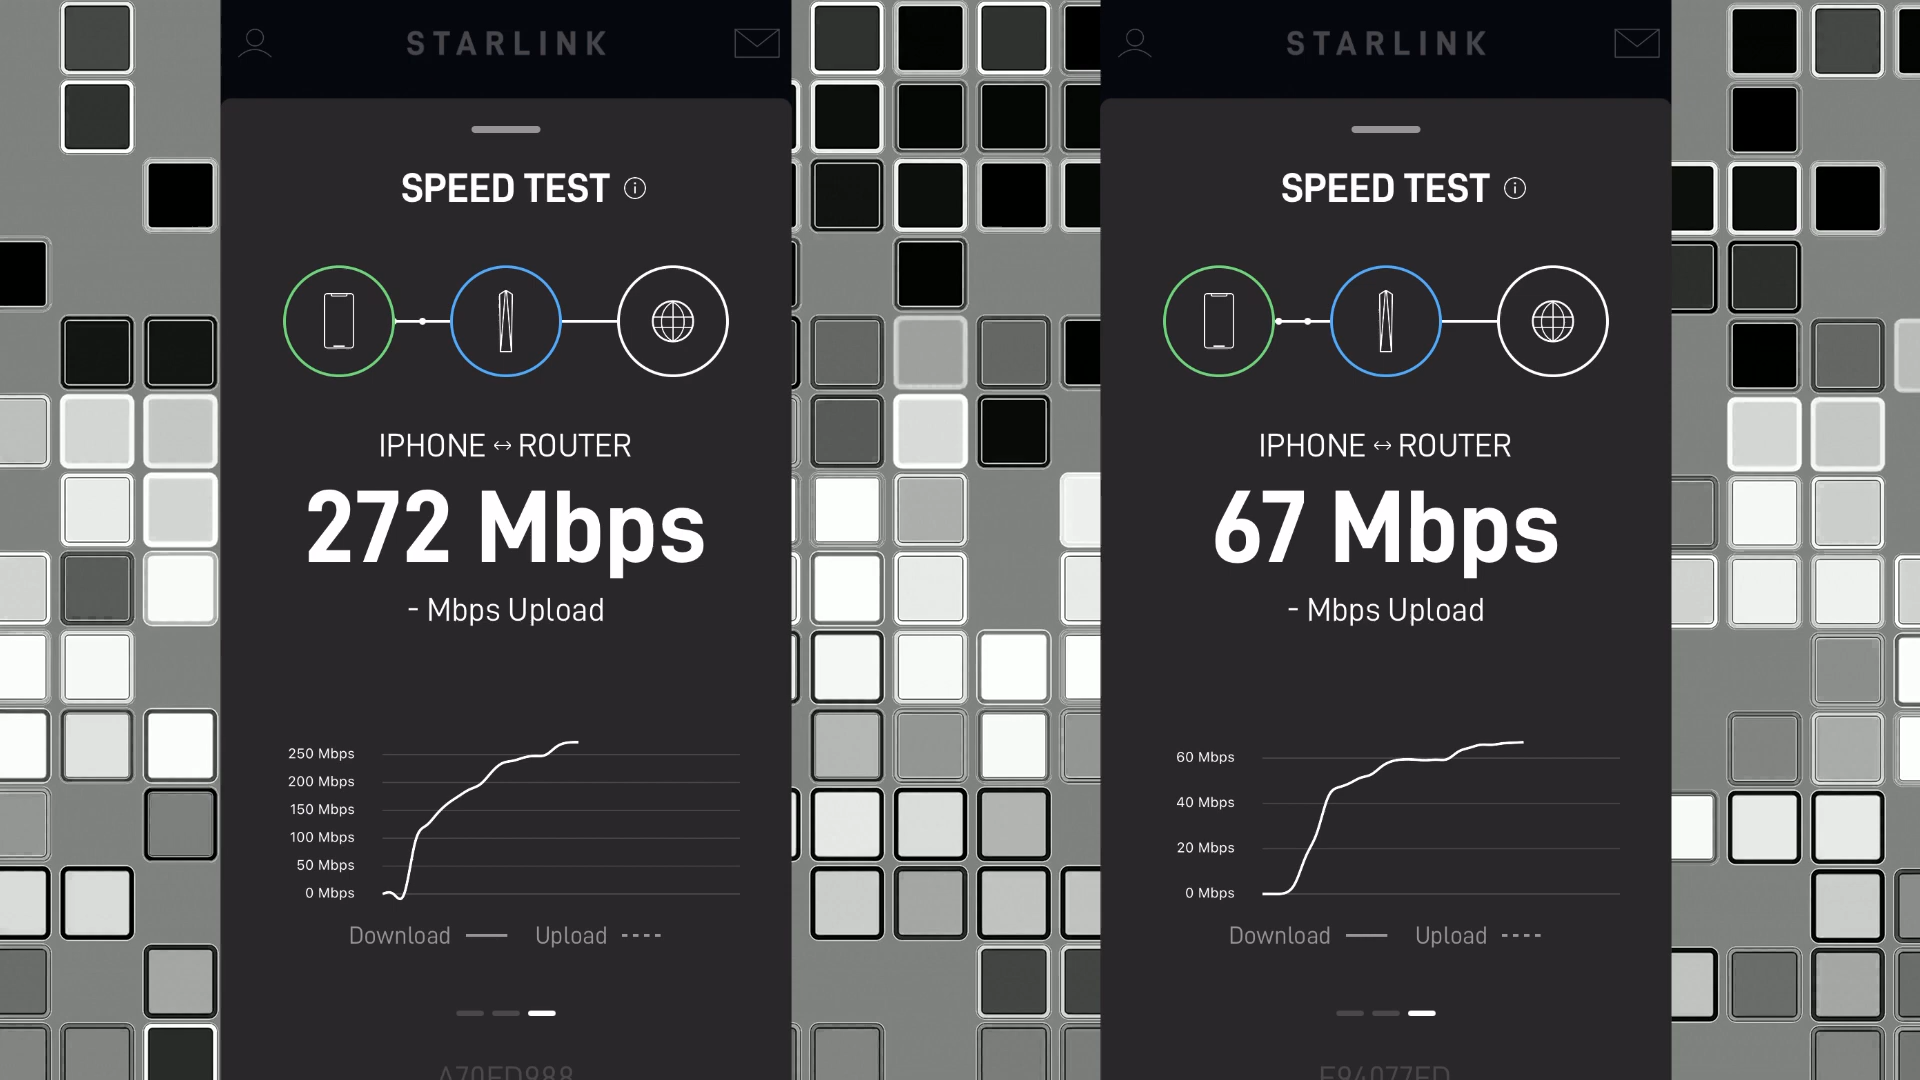 STARLINK
SPEED TEST
IPHONE ↔ ROUTER
272 Mbps
- Mbps Upload
250 Mbps
200 Mbps
150 Mbps
100 Mbps
50 Mbps
0 Mbps
Download
Upload
STARLINK
SPEED TEST
IPHONE ↔ ROUTER
67 Mbps
- Mbps Upload
60 Mbps
40 Mbps
20 Mbps
0 Mbps
Download
Upload